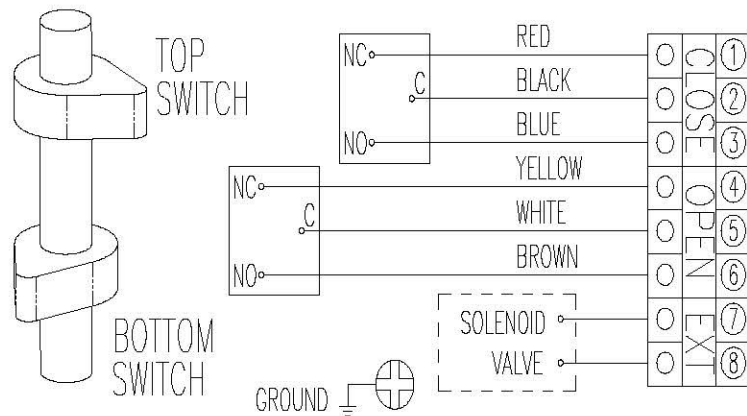 TOP
SWITCH
BOTTOM
SWITCH
NC
C
NO
NC
C
NO
RED
BLACK
BLUE
YELLOW
WHITE
BROWN
SOLENOID
VALVE
GROUND
CLOSE
OPEN
EXT
1
2
3
4
5
6
7
8